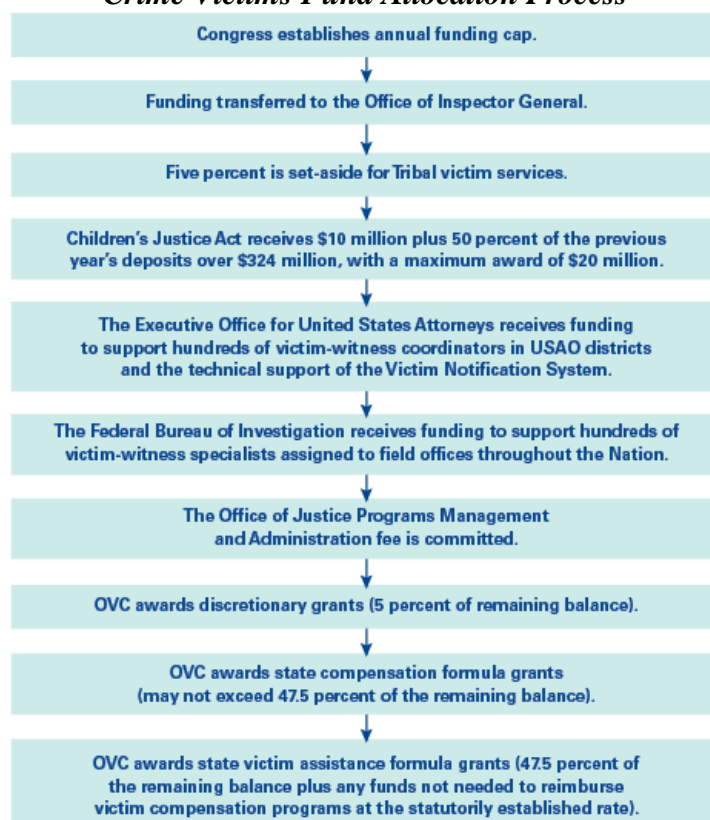 Crime Victims Fund Allocation Process
Congress establishes annual funding cap.
Funding transferred to the Office of Inspector General.
Five percent is set-aside for Tribal victim services.
Children's Justice Act receives $10 million plus 50 percent of the previous
year's deposits over $324 million, with a maximum award of $20 million.
The Executive Office for United States Attorneys receives funding
to support hundreds of victim-witness coordinators in USAO districts
and the technical support of the Victim Notification System.
The Federal Bureau of Investigation receives funding to support hundreds of
victim-witness specialists assigned to field offices throughout the Nation.
The Office of Justice Programs Management
and Administration fee is committed.
OVC awards discretionary grants (5 percent of remaining balance).
OVC awards state compensation formula grants
(may not exceed 47.5 percent of the remaining balance).
OVC awards state victim assistance formula grants (47.5 percent of
the remaining balance plus any funds not needed to reimburse
victim compensation programs at the statutorily established rate).